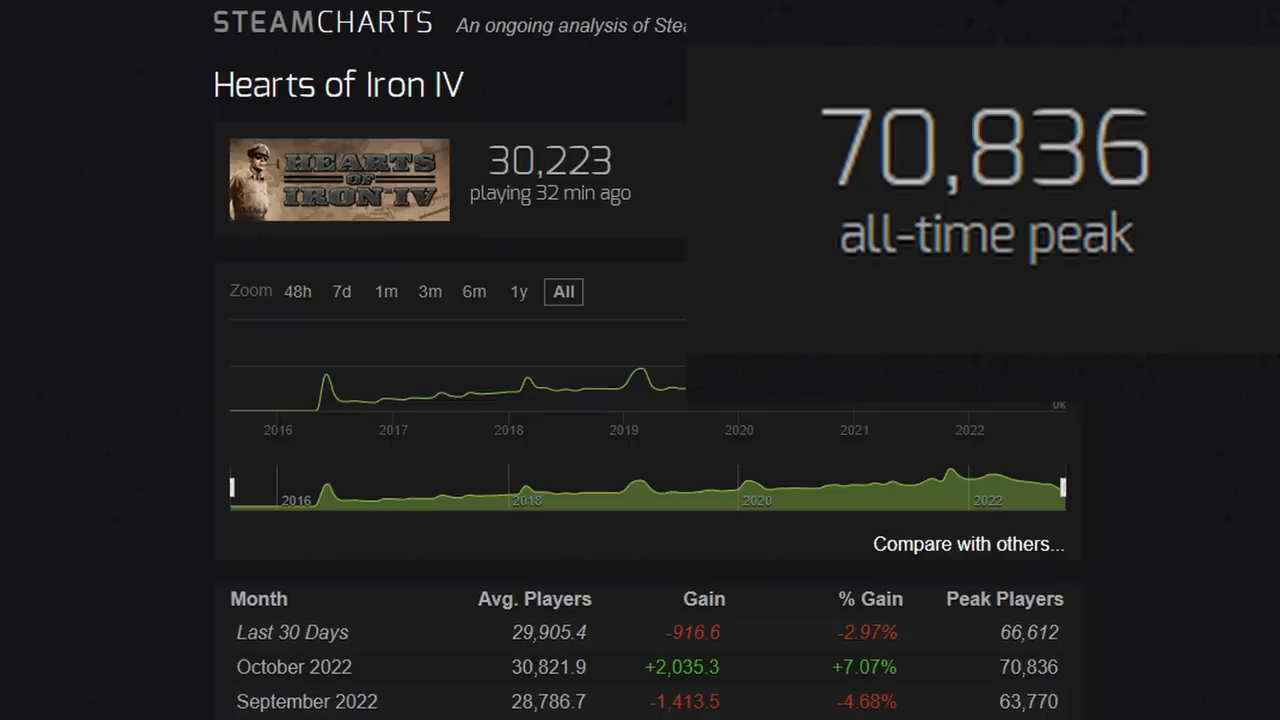 STEAMCHARTS An ongoing analysis of Stea
Hearts of Iron IV
HEARTS
OF
IRON IV
30,223
playing 32 min ago
70,836
all-time peak
Zoom 48h 7d 1m 3m 6m 1y All
0K
2016 2017 2018 2019 2020 2021 2022
2016 2018 2020 2022
Compare with others...
Month Avg. Players Gain % Gain Peak Players
Last 30 Days 29,905.4 -916.6 -2.97% 66,612
October 2022 30,821.9 +2,035.3 +7.07% 70,836
September 2022 28,786.7 -1,413.5 -4.68% 63,770